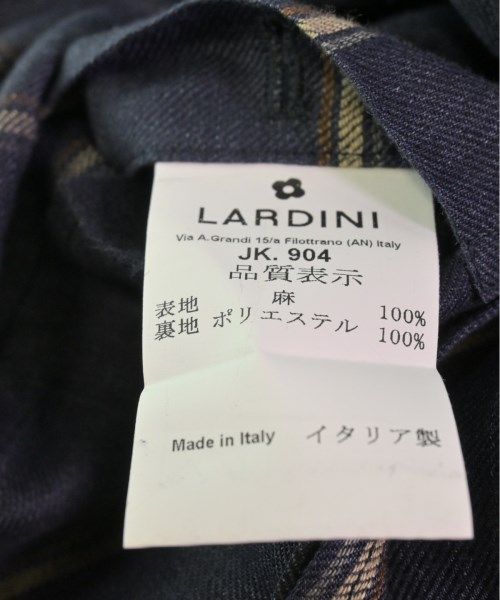 LARDINI
Via A.Grandi 15/a Filottrano (AN) Italy
JK. 904
品質表示
表地 麻 100%
裏地 ポリエステル 100%
Made in Italy イタリア製